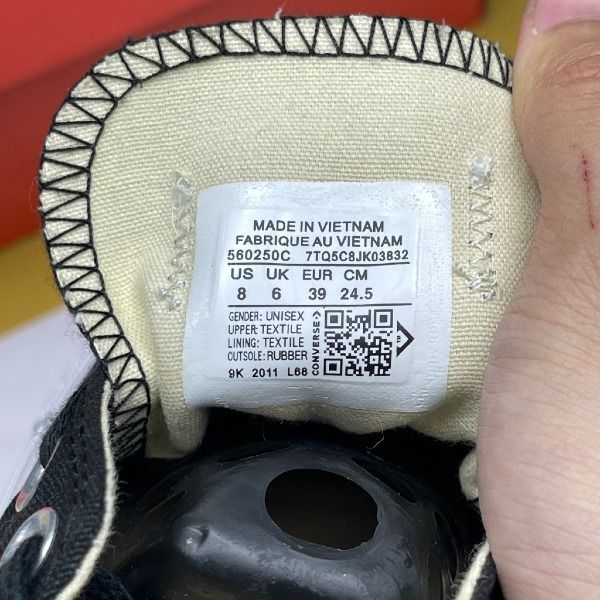 MADE IN VIETNAM
FABRIQUE AU VIETNAM
560250C 7TQ5C8JK03832
US UK EUR CM
8 6 39 24.5
GENDER: UNISEX
UPPER: TEXTILE
LINING: TEXTILE
OUTSOLE: RUBBER
9K 2011 L68
CONVERSE